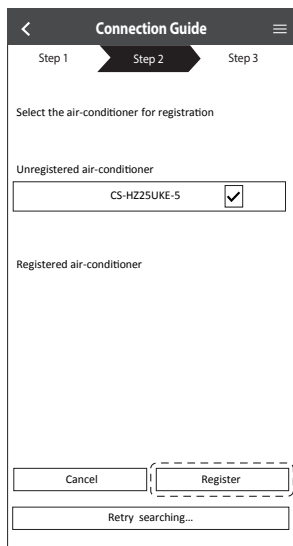 Connection Guide
Step 1 Step 2 Step 3
Select the air-conditioner for registration
Unregistered air-conditioner
CS-HZ25UKE-5
Registered air-conditioner
Cancel Register
Retry searching...